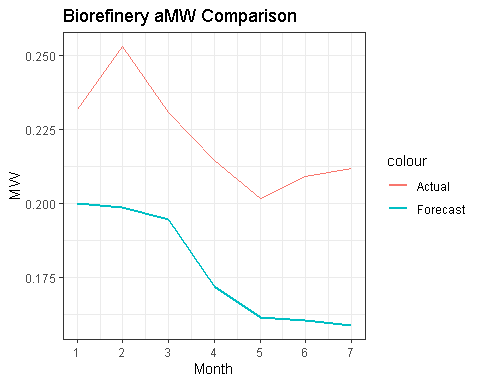 Biorefinery aMW Comparison
0.250
0.225
0.200
0.175
MW
1 2 3 4 5 6 7
Month
colour
Actual
Forecast